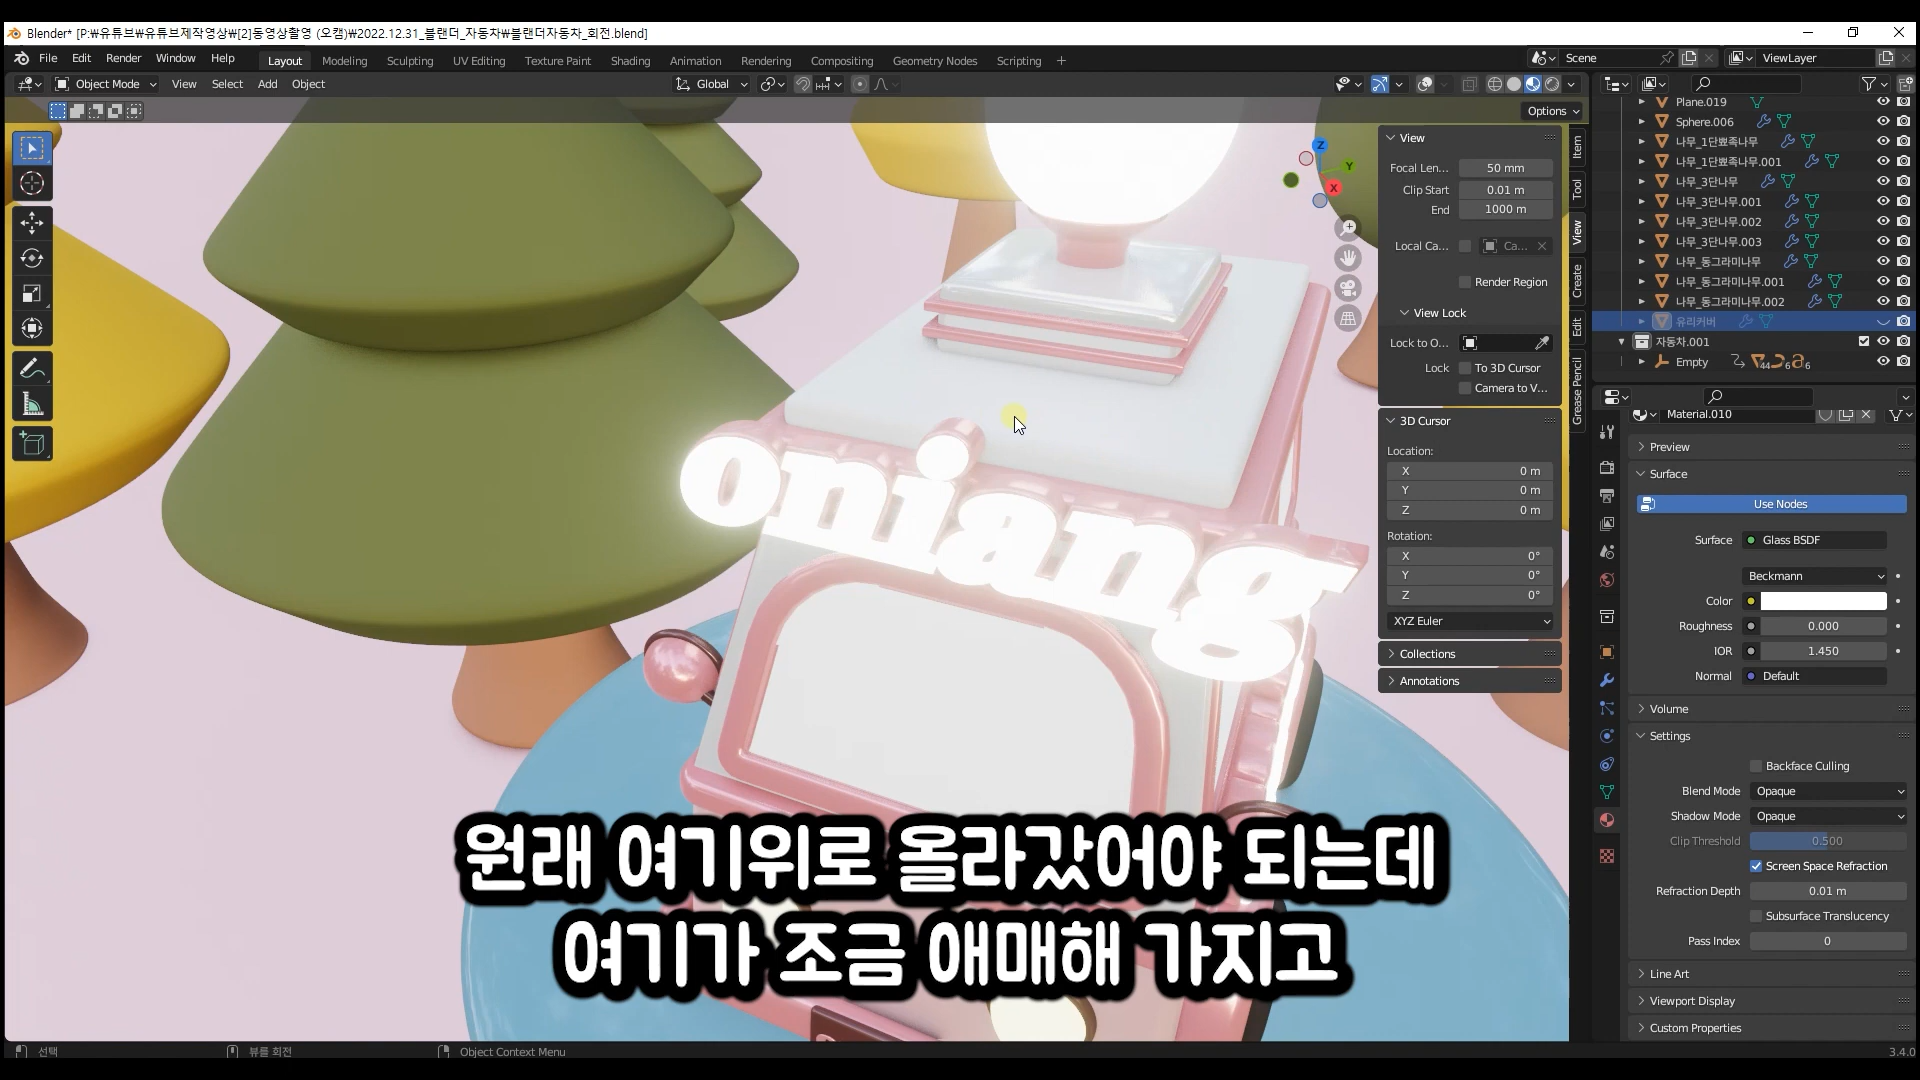 Blender* [P:₩유튜브₩유튜브제작영상₩[2]동영상촬영 (오캠)₩2022.12.31_블랜더_자동차₩블랜더자동차_회전.blend]
File Edit Render Window Help Layout Modeling Sculpting UV Editing Texture Paint Shading Animation Rendering Compositing Geometry Nodes Scripting +
Scene ViewLayer
Object Mode View Select Add Object Global
Options
View
Focal Len... 50 mm
Clip Start 0.01 m
End 1000 m
Local Ca... Ca...
Render Region
View Lock
Lock to O...
Lock To 3D Cursor
Camera to V...
3D Cursor
Location:
X 0 m
Y 0 m
Z 0 m
Rotation:
X 0°
Y 0°
Z 0°
XYZ Euler
Collections
Annotations
Item
Tool
View
Create
Edit
Grease Pencil
Z
Y
X
Plane.019
Sphere.006
나무_1단뾰족나무
나무_1단뾰족나무.001
나무_3단나무
나무_3단나무.001
나무_3단나무.002
나무_3단나무.003
나무_동그라미나무
나무_동그라미나무.001
나무_동그라미나무.002
유리커버
자동차.001
Empty 44 6 6
Material.010
Preview
Surface
Use Nodes
Surface Glass BSDF
Beckmann
Color
Roughness 0.000
IOR 1.450
Normal Default
Volume
Settings
Backface Culling
Blend Mode Opaque
Shadow Mode Opaque
Clip Threshold 0.500
Screen Space Refraction
Refraction Depth 0.01 m
Subsurface Translucency
Pass Index 0
Line Art
Viewport Display
Custom Properties
oniang
원래 여기위로 올라갔어야 되는데
여기가 조금 애매해 가지고
선택 뷰를 회전 Object Context Menu 3.4.0